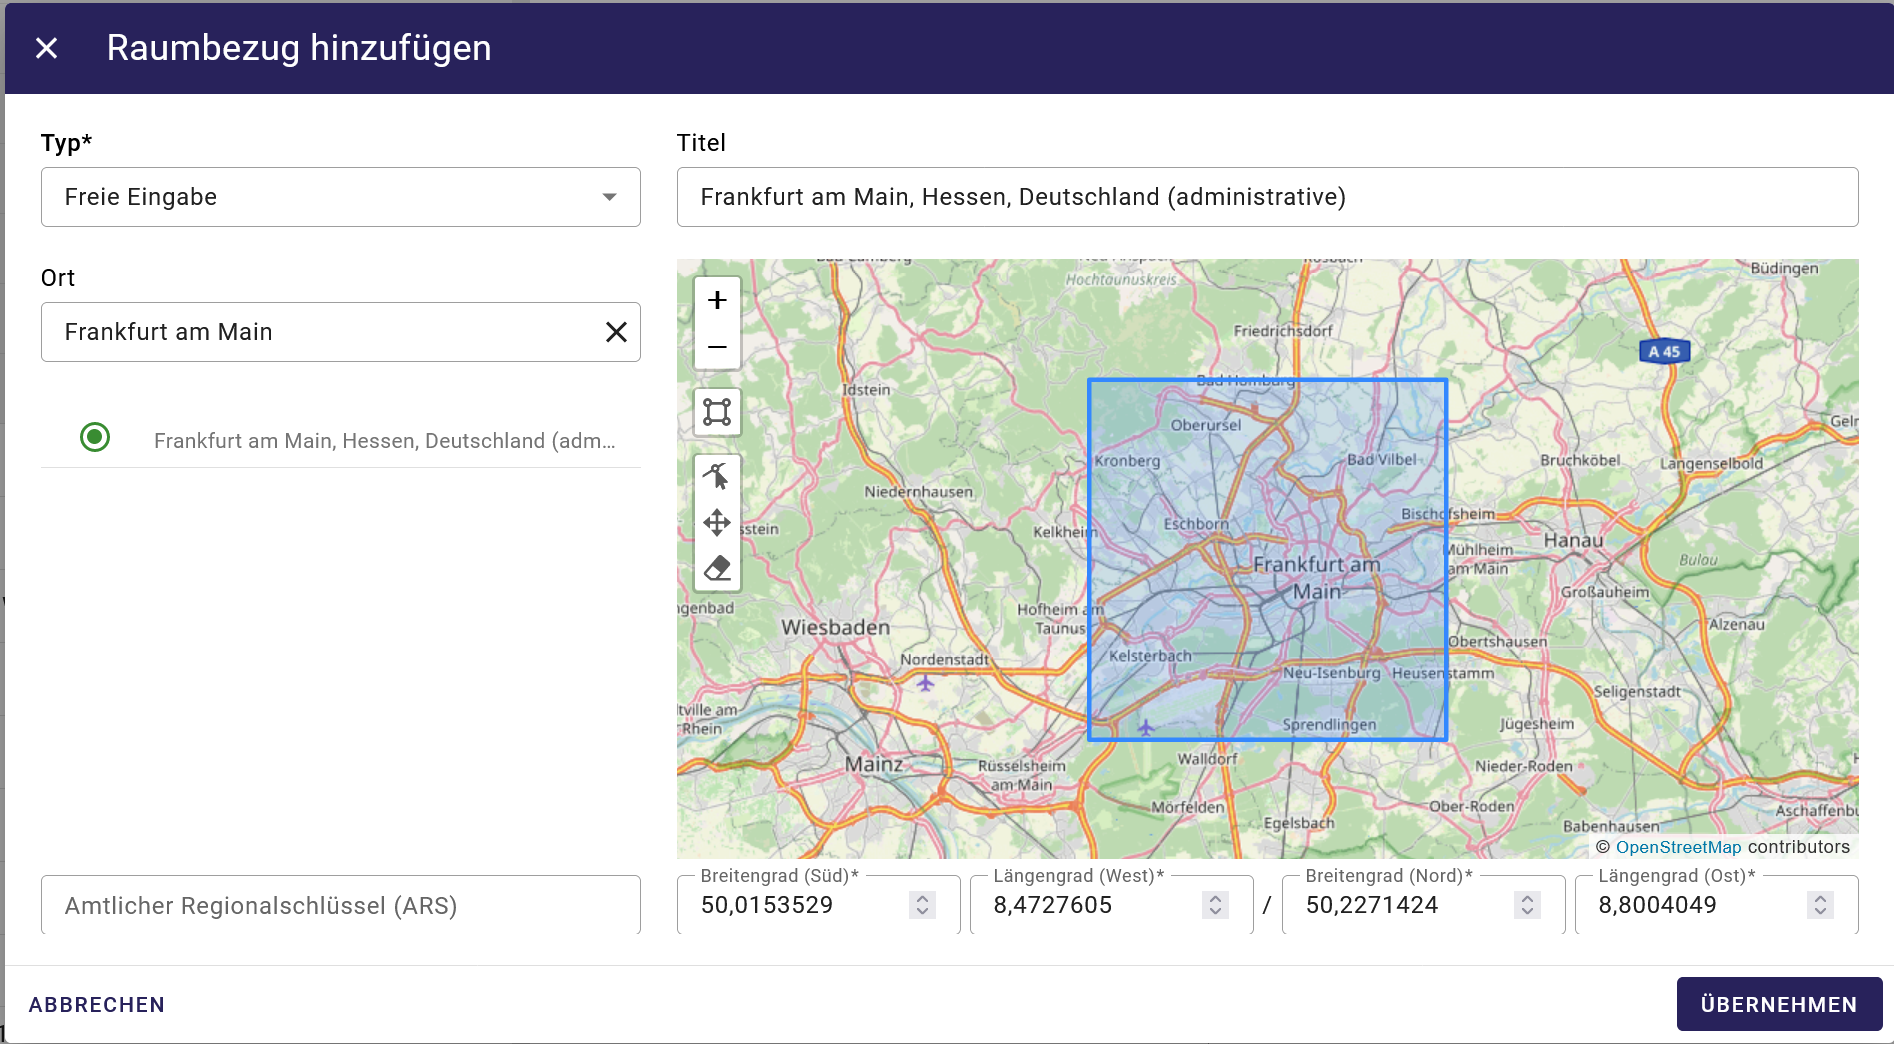 Raumbezug hinzufügen
Typ*
Freie Eingabe
Titel
Frankfurt am Main, Hessen, Deutschland (administrative)
Ort
Frankfurt am Main
Frankfurt am Main, Hessen, Deutschland (adm...
Amtlicher Regionalschlüssel (ARS)
+
−
Hochtaunuskreis
Büdingen
Friedrichsdorf
A 45
Bad Homburg
Idstein
Oberursel
Kronberg
Bad Vilbel
Bruchköbel
Langenselbold
Niedernhausen
Eschborn
Bischofsheim
Kelkheim
Hanau
Mühlheim
am Main
Bulau
Frankfurt am
Main
Großauheim
Hofheim am
Taunus
Wiesbaden
Alzenau
Obertshausen
Kelsterbach
Nordenstadt
Neu-Isenburg
Heusenstamm
Seligenstadt
ltville am
Rhein
Sprendlingen
Jügesheim
Walldorf
Mainz
Rüsselsheim
am Main
Nieder-Roden
Mörfelden
Ober-Roden
Egelsbach
Babenhausen
Aschaffenbu
© OpenStreetMap contributors
Breitengrad (Süd)*
50,0153529
Längengrad (West)*
8,4727605
/
Breitengrad (Nord)*
50,2271424
Längengrad (Ost)*
8,8004049
ABBRECHEN
ÜBERNEHMEN